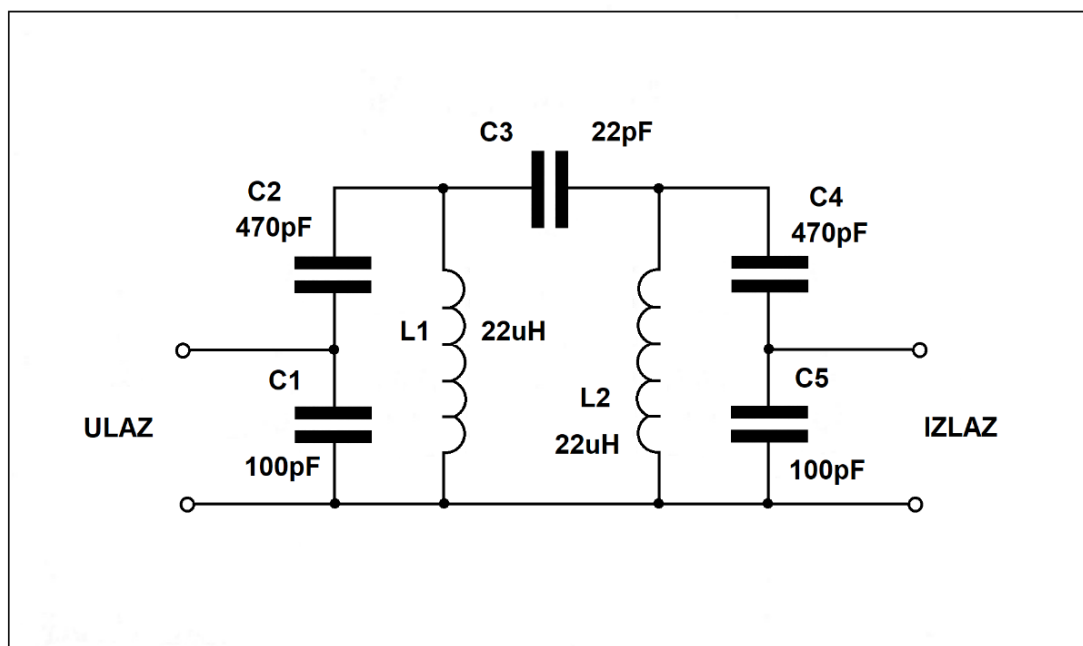 C3
22pF
C2
470pF
C4
470pF
L1
22uH
C1
C5
L2
ULAZ
22uH
IZLAZ
100pF
100pF